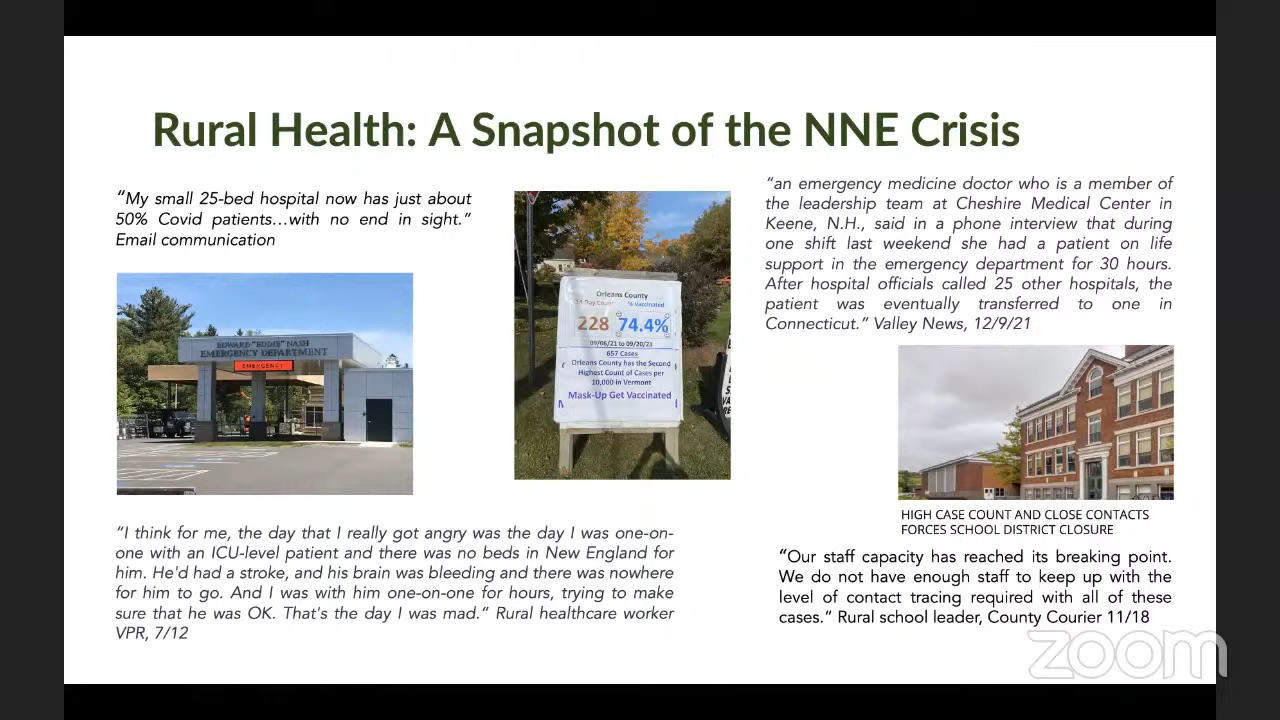 Rural Health: A Snapshot of the NNE Crisis
“My small 25-bed hospital now has just about
50% Covid patients…with no end in sight.”
Email communication
EDWARD "EDDIE" NASH
EMERGENCY DEPARTMENT
EMERGENCY
“I think for me, the day that I really got angry was the day I was one-on-
one with an ICU-level patient and there was no beds in New England for
him. He'd had a stroke, and his brain was bleeding and there was nowhere
for him to go. And I was with him one-on-one for hours, trying to make
sure that he was OK. That's the day I was mad.” Rural healthcare worker
VPR, 7/12
Orleans County
Day % Vaccinated
228 74.4%
657 Cases
Orleans County has the Second
Highest Count of Cases per
10,000 in Vermont
Mask-Up Get Vaccinated
“an emergency medicine doctor who is a member of
the leadership team at Cheshire Medical Center in
Keene, N.H., said in a phone interview that during
one shift last weekend she had a patient on life
support in the emergency department for 30 hours.
After hospital officials called 25 other hospitals, the
patient was eventually transferred to one in
Connecticut.” Valley News, 12/9/21
HIGH CASE COUNT AND CLOSE CONTACTS
FORCES SCHOOL DISTRICT CLOSURE
“Our staff capacity has reached its breaking point.
We do not have enough staff to keep up with the
level of contact tracing required with all of these
cases.” Rural school leader, County Courier 11/18
zoom